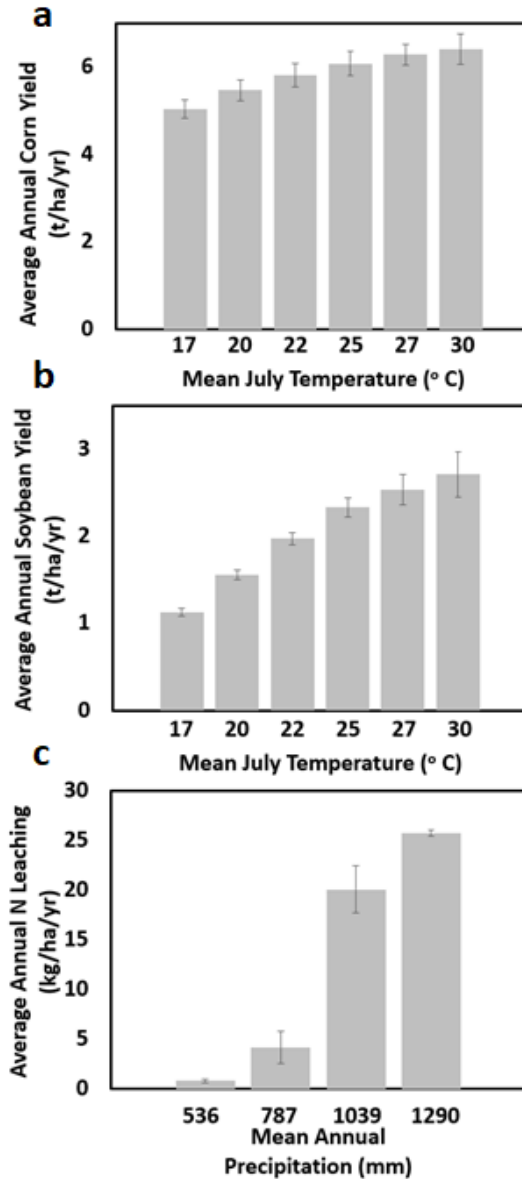 a
Average Annual Corn Yield
(t/ha/yr)
6
4
2
0
17 20 22 25 27 30
Mean July Temperature (° C)
b
Average Annual Soybean Yield
(t/ha/yr)
3
2
1
0
17 20 22 25 27 30
Mean July Temperature (° C)
c
Average Annual N Leaching
(kg/ha/yr)
30
25
20
15
10
5
0
536 787 1039 1290
Mean Annual
Precipitation (mm)